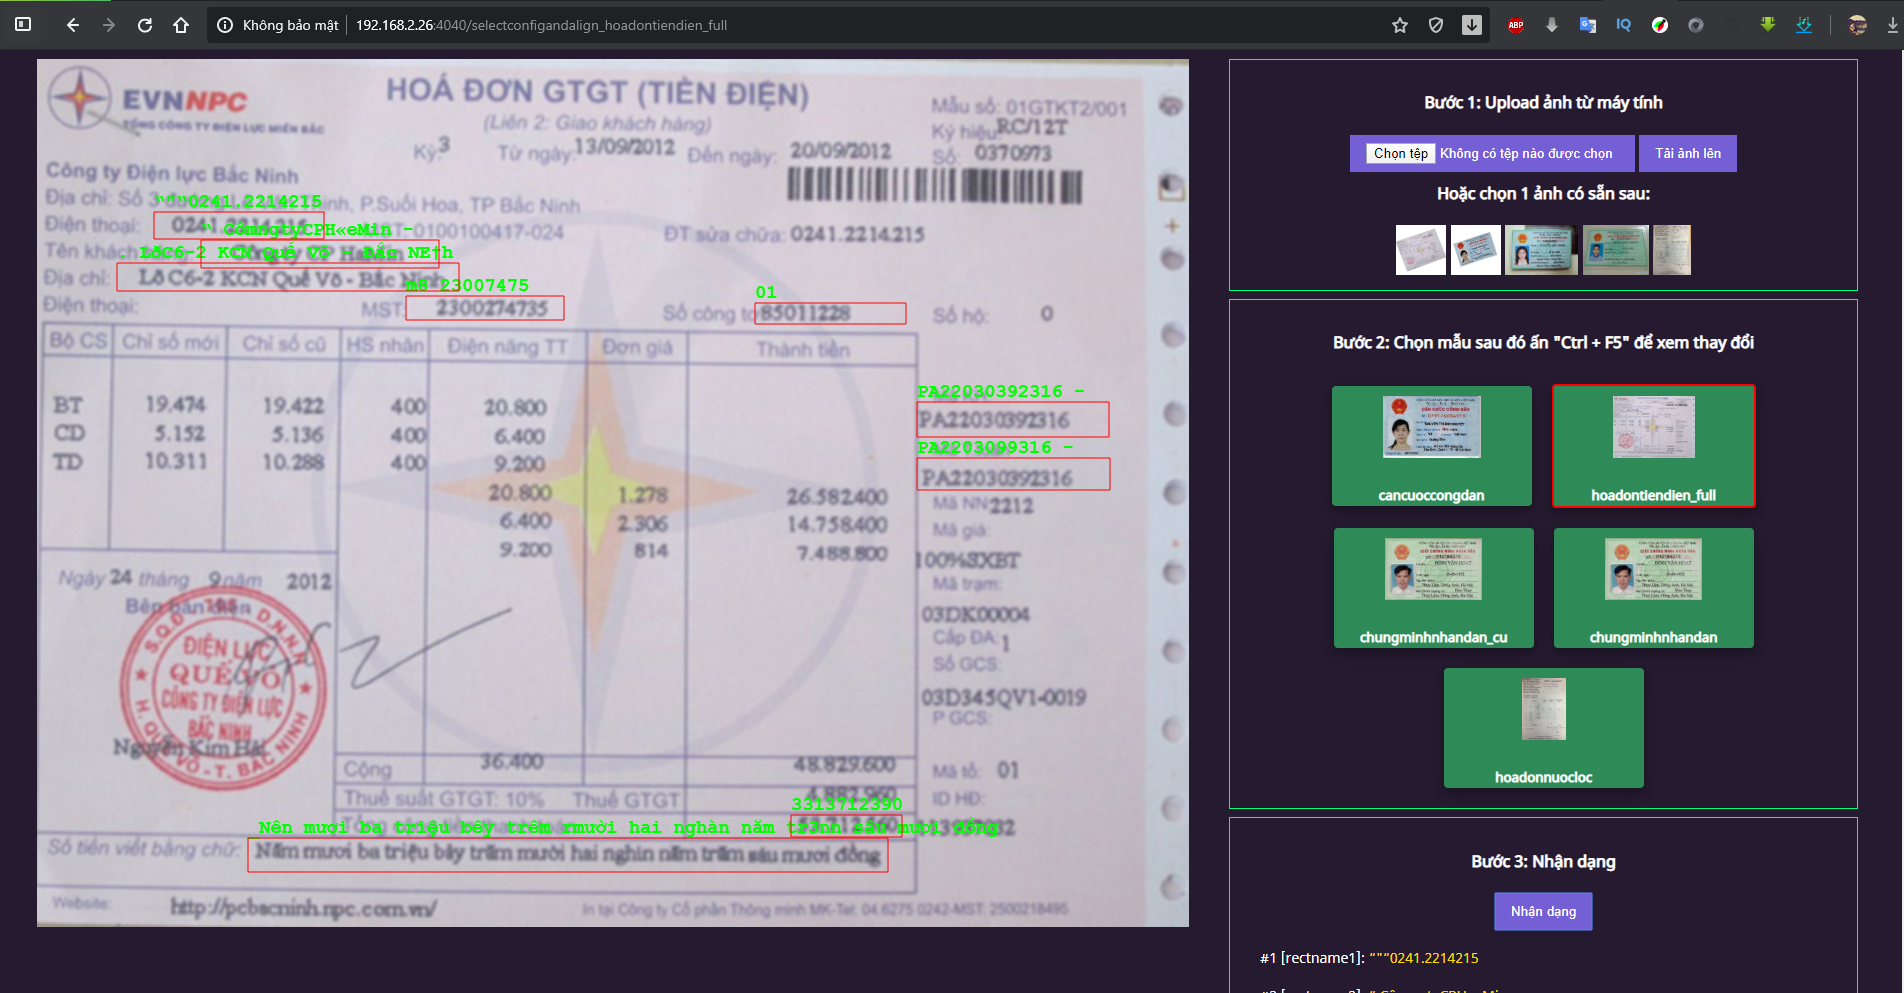 Không bảo mật 192.168.2.26:4040/selectconfigandalign_hoadontiendien_full
ABP
IQ
EVNNPC
TỔNG CÔNG TY ĐIỆN LỰC MIỀN BẮC
HOÁ ĐƠN GTGT (TIỀN ĐIỆN)
(Liên 2: Giao khách hàng)
Mẫu số: 01GTKT2/001
Ký hiệu: RC/12T
Kỳ: 3 Từ ngày: 13/09/2012 Đến ngày: 20/09/2012 Số: 0370973
Công ty Điện lực Bắc Ninh
Địa chỉ: Số 3 P.Suối Hoa, TP Bắc Ninh
“"“0241.2214215
Điện thoại: 0241.2214215 0100100417-024 ĐT sửa chữa: 0241.2214.215
“ CômngtyCPH«eMin -
Tên khách Công ty CP
. LôC6-2 KCN Quế Võ - BẮc NE†h
Địa chỉ: Lô C6-2 KCN Quế Võ - Bắc Ninh
23007475
01
Điện thoại: MST: 2300274735 Số công tơ 85011228 Số hộ: 0
Bộ CS Chỉ số mới Chỉ số cũ HS nhân Điện năng TT Đơn giá Thành tiền
BT 19.474 19.422 400 20.800
CD 5.152 5.136 400 6.400
TD 10.311 10.288 400 9.200
20.800 1.278 26.582.400
6.400 2.306 14.758.400
9.200 814 7.488.800
PA22030392316 -
PA22030392316
PA2203099316 -
PA22030392316
Mã NN: 2212
Mã giá:
100%SXBT
Mã trạm:
03DK00004
Cấp ĐA: 1
Số GCS:
03D345QV1-0019
P GCS:
Ngày 24 tháng 9 năm 2012
Bên bán điện
S.Q.Đ D.N.N.H
ĐIỆN LỰC
QUẾ VÕ
CÔNG TY ĐIỆN LỰC
BẮC NINH
H. QUẾ VÕ - T. BẮC NINH
Nguyễn Kim Hải
Cộng 36.400 48.829.600 Mã tổ: 01
Thuế suất GTGT: 10% Thuế GTGT 4.882.960 ID HĐ:
3313712390
Nên mươi ba triệu bêy trêm rmười hai nghàn năm trănh sáu mươi đồng
Số tiền viết bằng chữ: Năm mươi ba triệu bảy trăm mười hai nghìn năm trăm sáu mươi đồng
Website: http://pcbacninh.npc.com.vn/ In tại Công ty Cổ phần Thông minh MK-Tel: 04.6275 0242-MST: 2500218495
Bước 1: Upload ảnh từ máy tính
Chọn tệp Không có tệp nào được chọn Tải ảnh lên
Hoặc chọn 1 ảnh có sẵn sau:
Bước 2: Chọn mẫu sau đó ấn "Ctrl + F5" để xem thay đổi
cancuoccongdan hoadontiendien_full
chungminhnhandan_cu chungminhnhandan
hoadonnuocloc
Bước 3: Nhận dạng
Nhận dạng
#1 [rectname1]: “"“0241.2214215